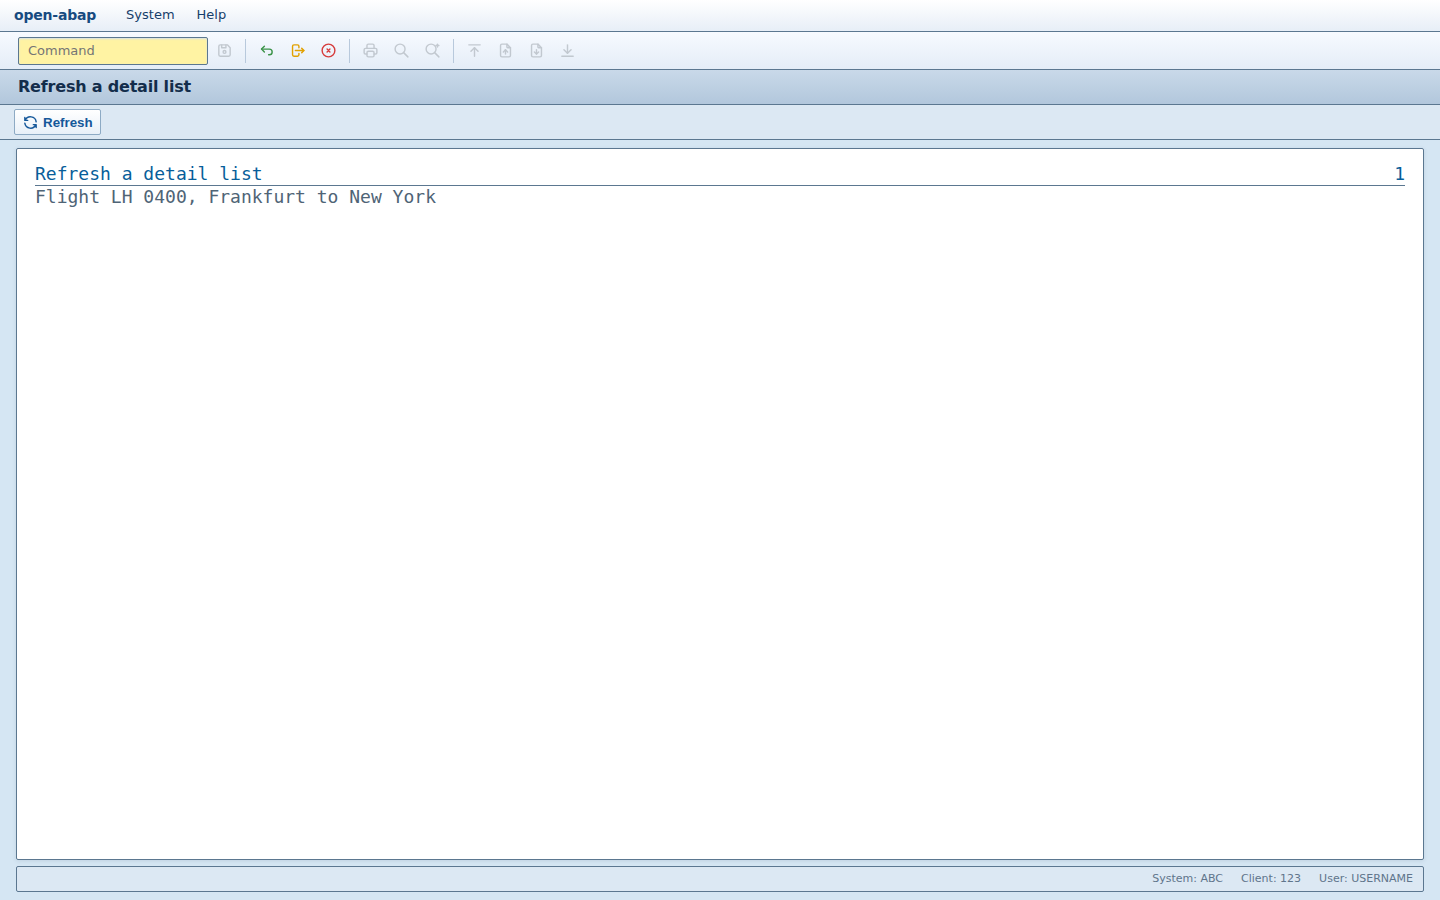 open-abap System Help
Command
Refresh a detail list
Refresh
Refresh a detail list 1
Flight LH 0400, Frankfurt to New York
System: ABC Client: 123 User: USERNAME